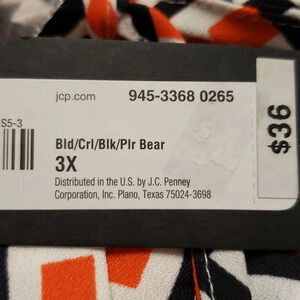 jcp.com 945-3368 0265
S5-3
$36
Bld/Crl/Blk/Plr Bear
3X
Distributed in the U.S. by J.C. Penney
Corporation, Inc. Plano, Texas 75024-3698